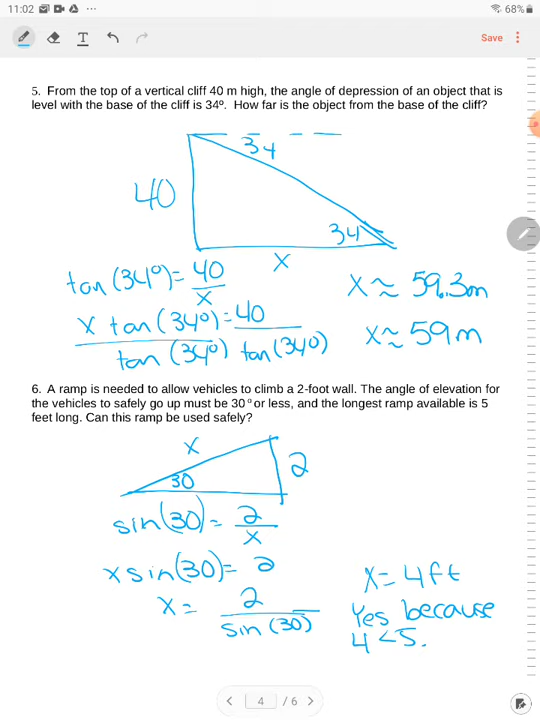 11:02
68%
T
Save
5. From the top of a vertical cliff 40 m high, the angle of depression of an object that is
level with the base of the cliff is 34º. How far is the object from the base of the cliff?
34
40
34
x
tan (34º) = 40/x
x tan (34º) = 40
tan (34º) tan (34º)
x ≈ 59.3m
x ≈ 59 m
6. A ramp is needed to allow vehicles to climb a 2-foot wall. The angle of elevation for
the vehicles to safely go up must be 30 º or less, and the longest ramp available is 5
feet long. Can this ramp be used safely?
x
2
30
sin (30) = 2/x
x sin (30) = 2
x = 2/sin (30)
x = 4 ft
Yes because
4 < 5.
4 / 6